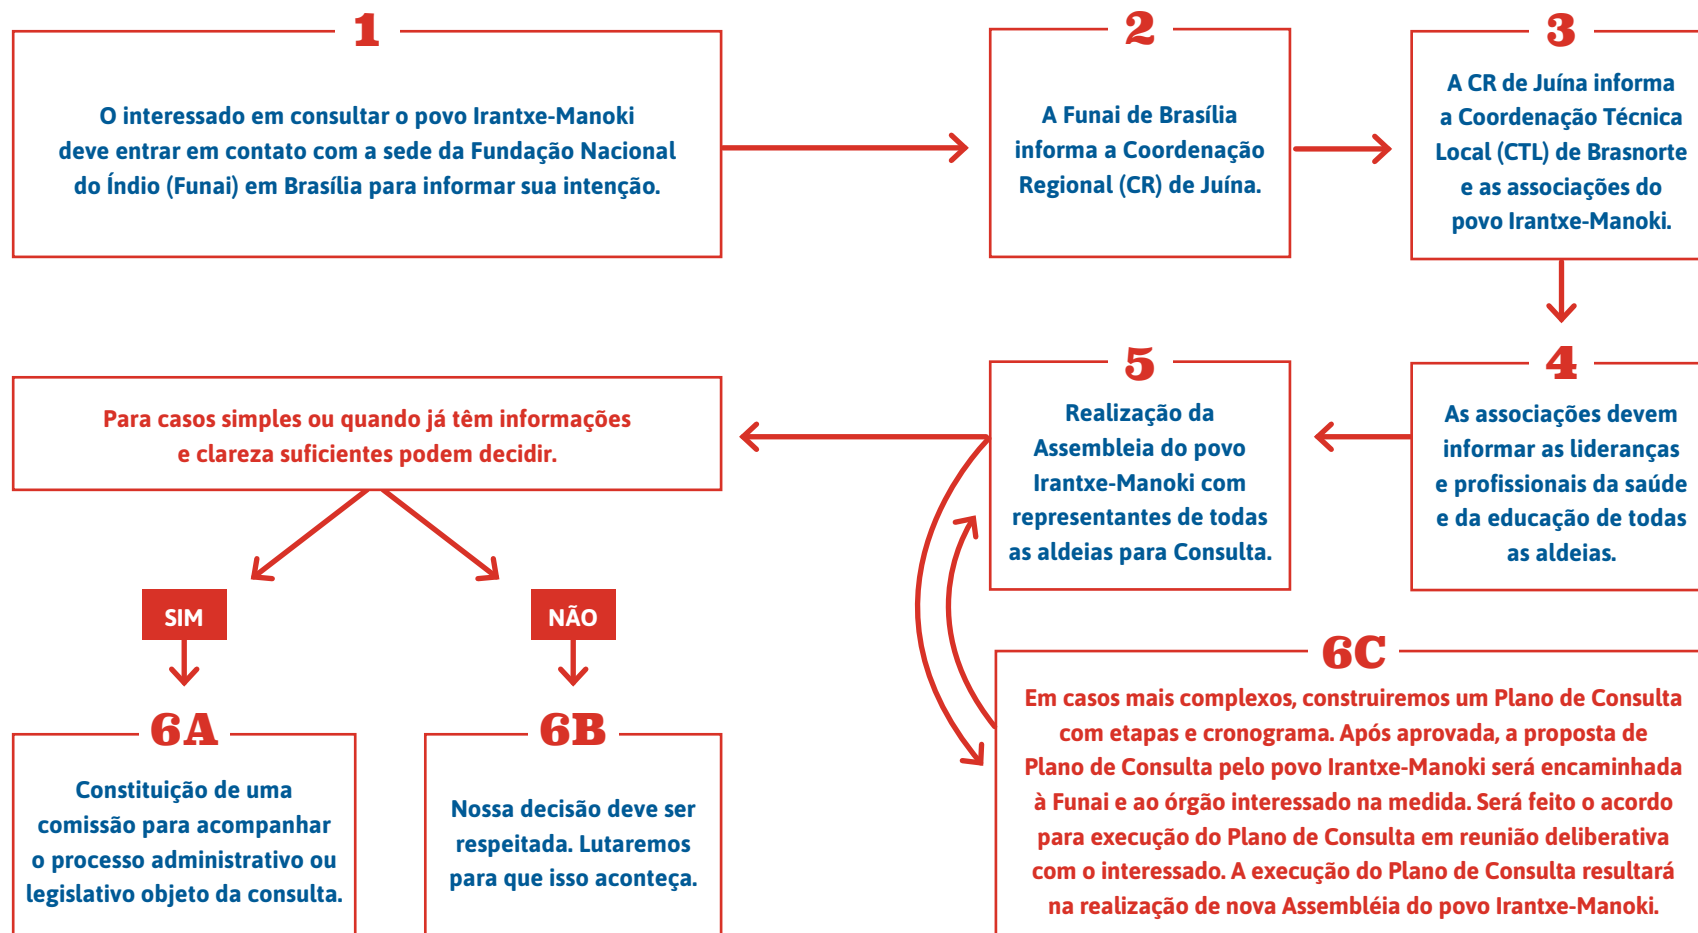 1
O interessado em consultar o povo Irantxe-Manoki
deve entrar em contato com a sede da Fundação Nacional
do Índio (Funai) em Brasília para informar sua intenção.
2
A Funai de Brasília
informa a Coordenação
Regional (CR) de Juína.
3
A CR de Juína informa
a Coordenação Técnica
Local (CTL) de Brasnorte
e as associações do
povo Irantxe-Manoki.
4
As associações devem
informar as lideranças
e profissionais da saúde
e da educação de todas
as aldeias.
5
Realização da
Assembleia do povo
Irantxe-Manoki com
representantes de todas
as aldeias para Consulta.
Para casos simples ou quando já têm informações
e clareza suficientes podem decidir.
SIM
NÃO
6A
Constituição de uma
comissão para acompanhar
o processo administrativo ou
legislativo objeto da consulta.
6B
Nossa decisão deve ser
respeitada. Lutaremos
para que isso aconteça.
6C
Em casos mais complexos, construiremos um Plano de Consulta
com etapas e cronograma. Após aprovada, a proposta de
Plano de Consulta pelo povo Irantxe-Manoki será encaminhada
à Funai e ao órgão interessado na medida. Será feito o acordo
para execução do Plano de Consulta em reunião deliberativa
com o interessado. A execução do Plano de Consulta resultará
na realização de nova Assembléia do povo Irantxe-Manoki.